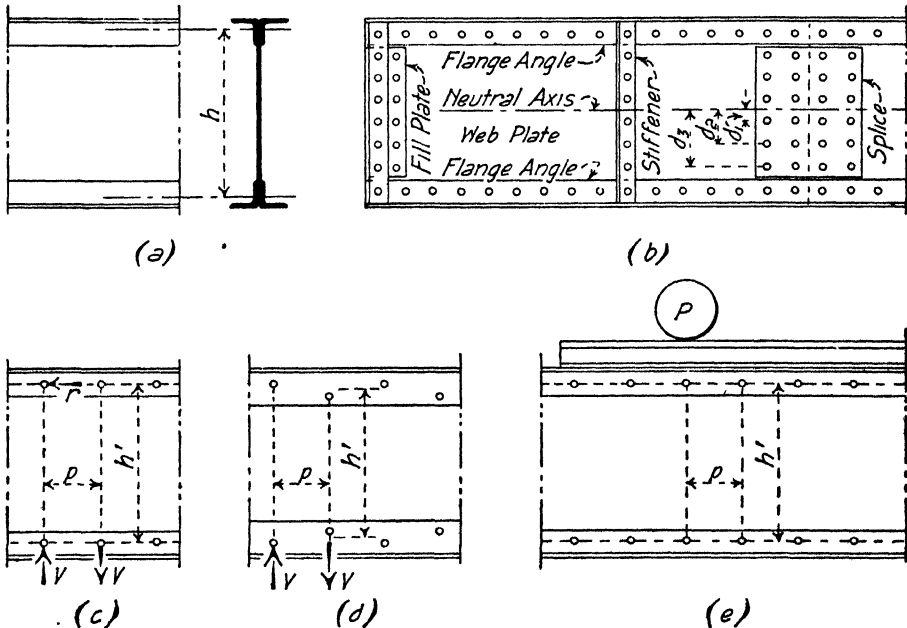 h
(a)
Fill Plate
Flange Angle
Neutral Axis
Web Plate
Flange Angle
Stiffener
d3
d2
d1
Splice
(b)
r
p
h'
V
V
(c)
p
h'
V
V
(d)
P
p
h'
(e)